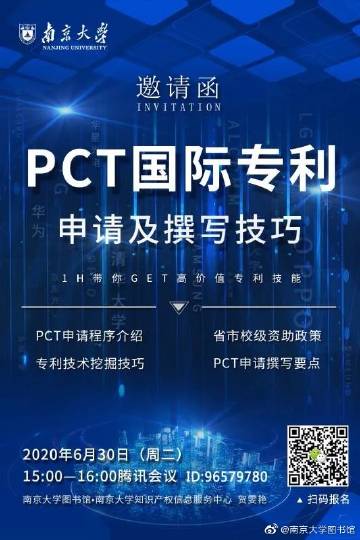 南京大学
NANJING UNIVERSITY
邀请函
INVITATION
PCT国际专利
申请及撰写技巧
1H带你GET高价值专利技能
PCT申请程序介绍
省市校级资助政策
专利技术挖掘技巧
PCT申请撰写要点
2020年6月30日（周二）
15:00—16:00腾讯会议 ID:96579780
南京大学图书馆•南京大学知识产权信息服务中心 贺雯艳
▲ 扫码报名
@南京大学图书馆